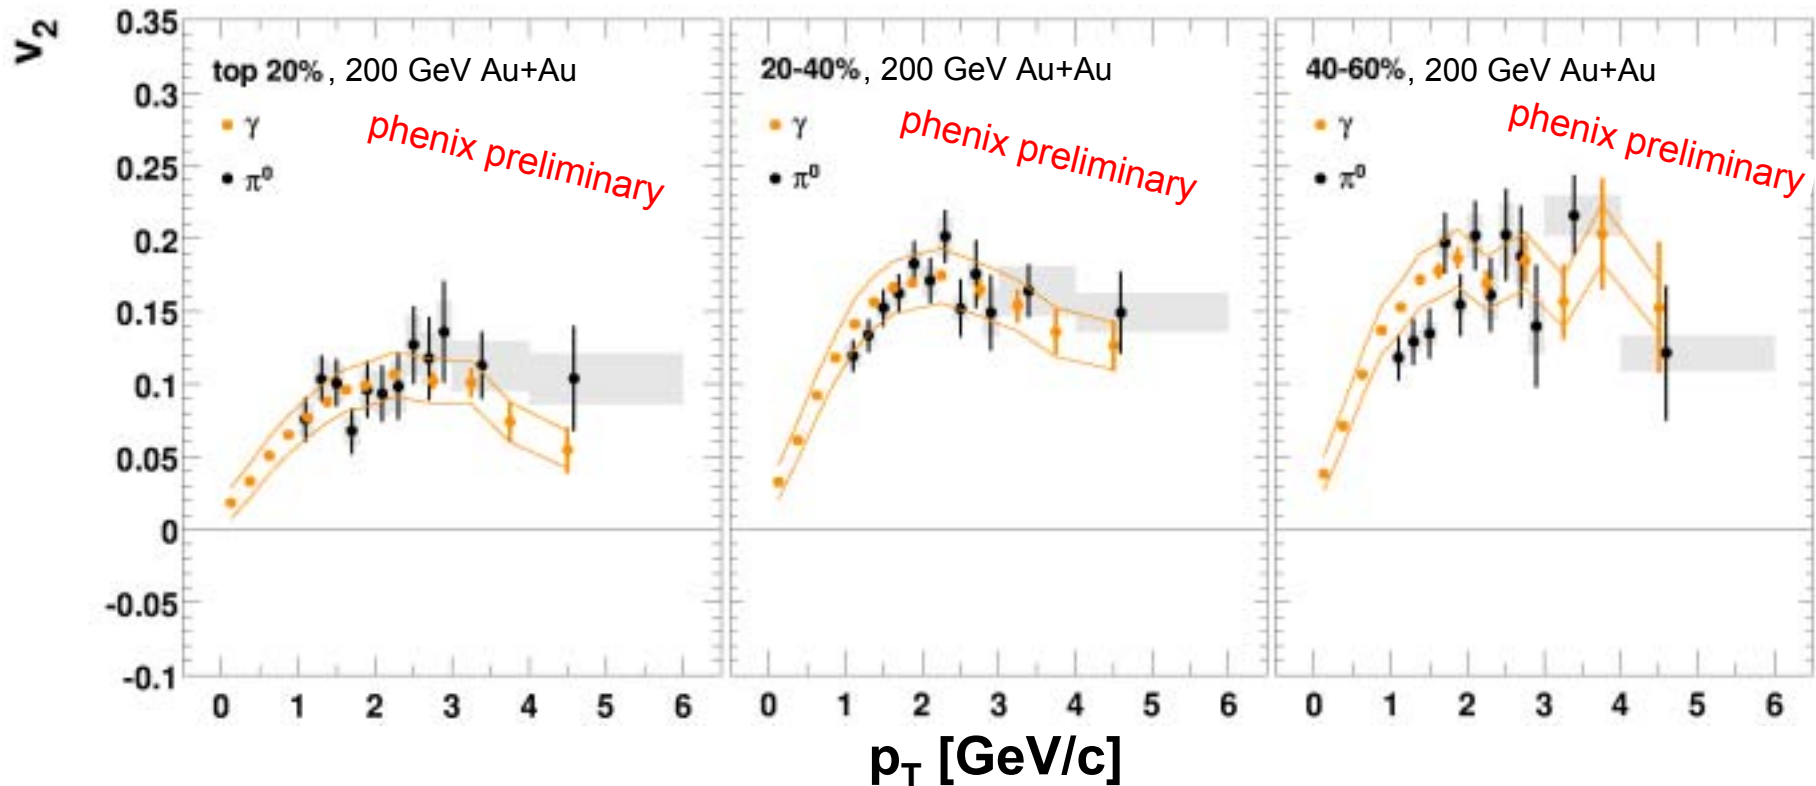 v₂
0.35
0.3
0.25
0.2
0.15
0.1
0.05
0
-0.05
-0.1
top 20%, 200 GeV Au+Au
γ
π⁰
phenix preliminary
0 1 2 3 4 5 6
20-40%, 200 GeV Au+Au
γ
π⁰
phenix preliminary
0 1 2 3 4 5 6
40-60%, 200 GeV Au+Au
γ
π⁰
phenix preliminary
0 1 2 3 4 5 6
p_T [GeV/c]